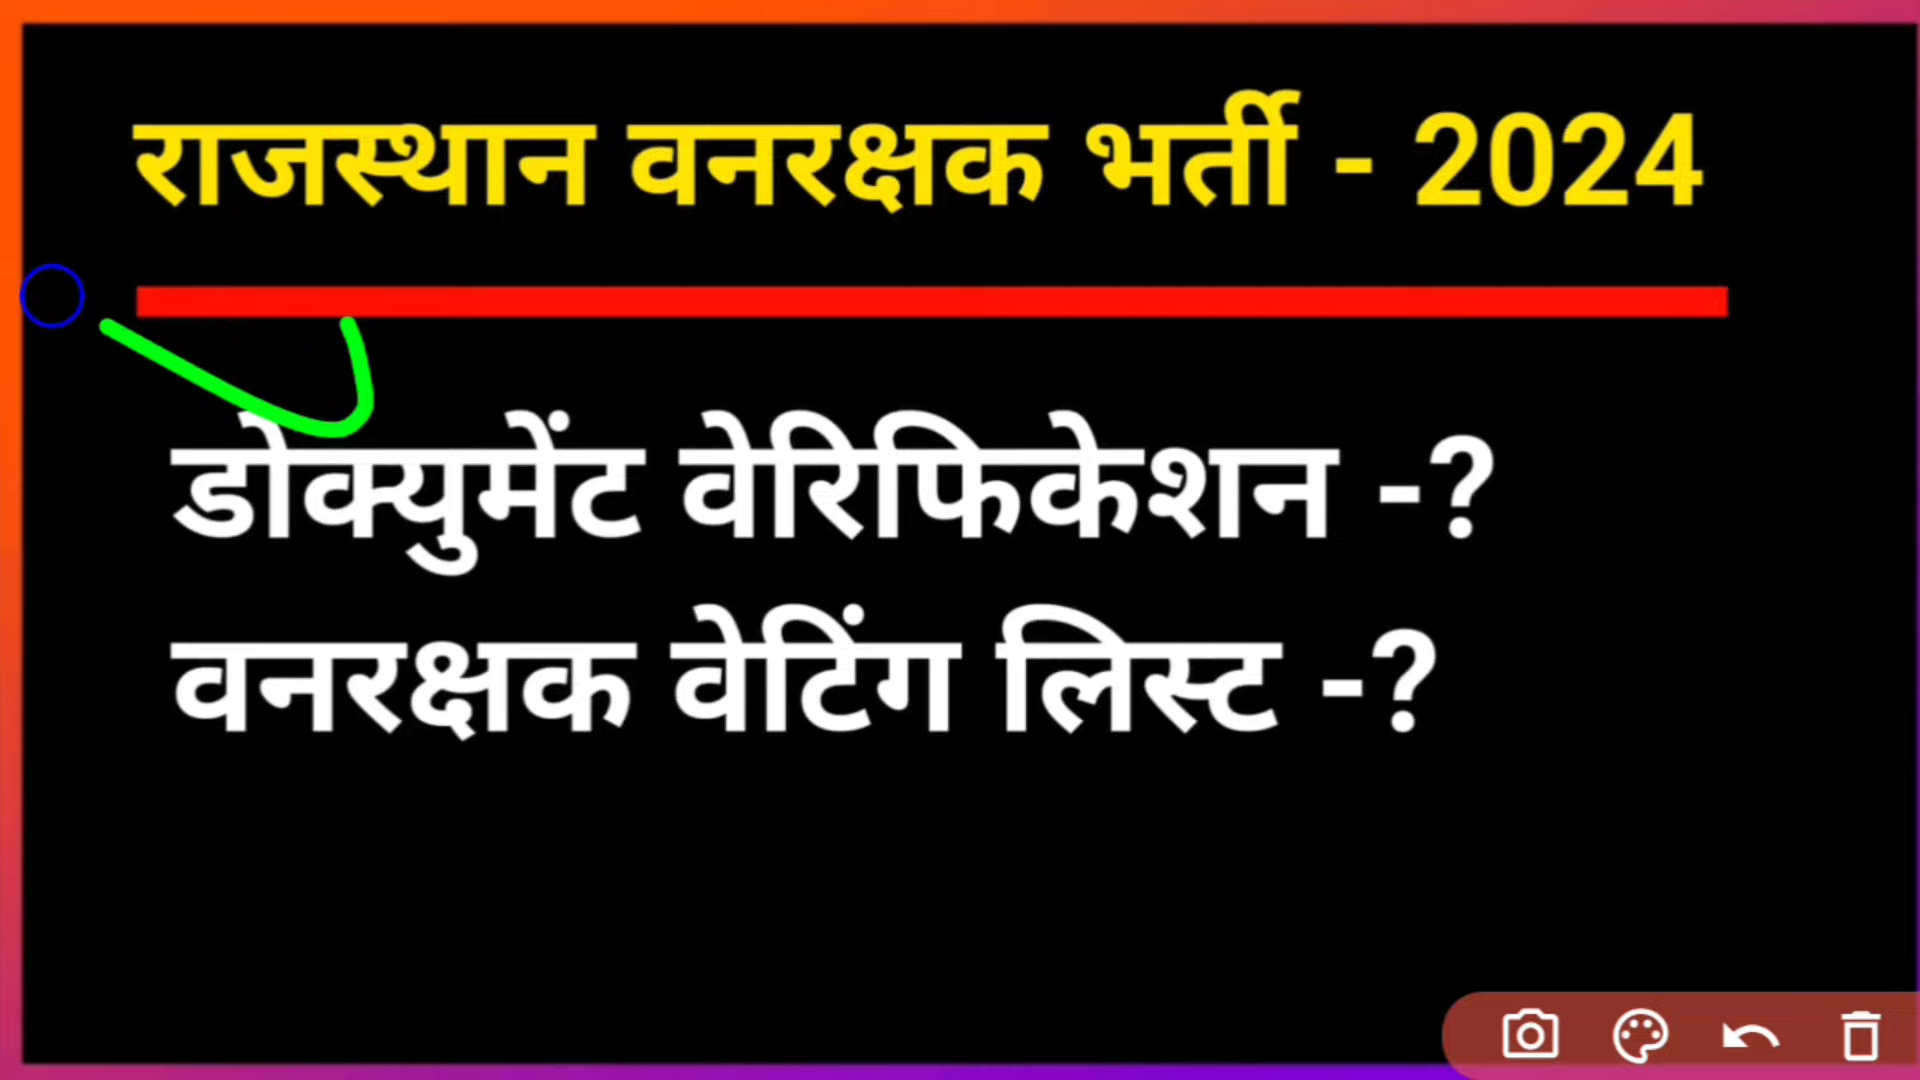 राजस्थान वनरक्षक भर्ती - 2024
डोक्युमेंट वेरिफिकेशन -?
वनरक्षक वेटिंग लिस्ट -?